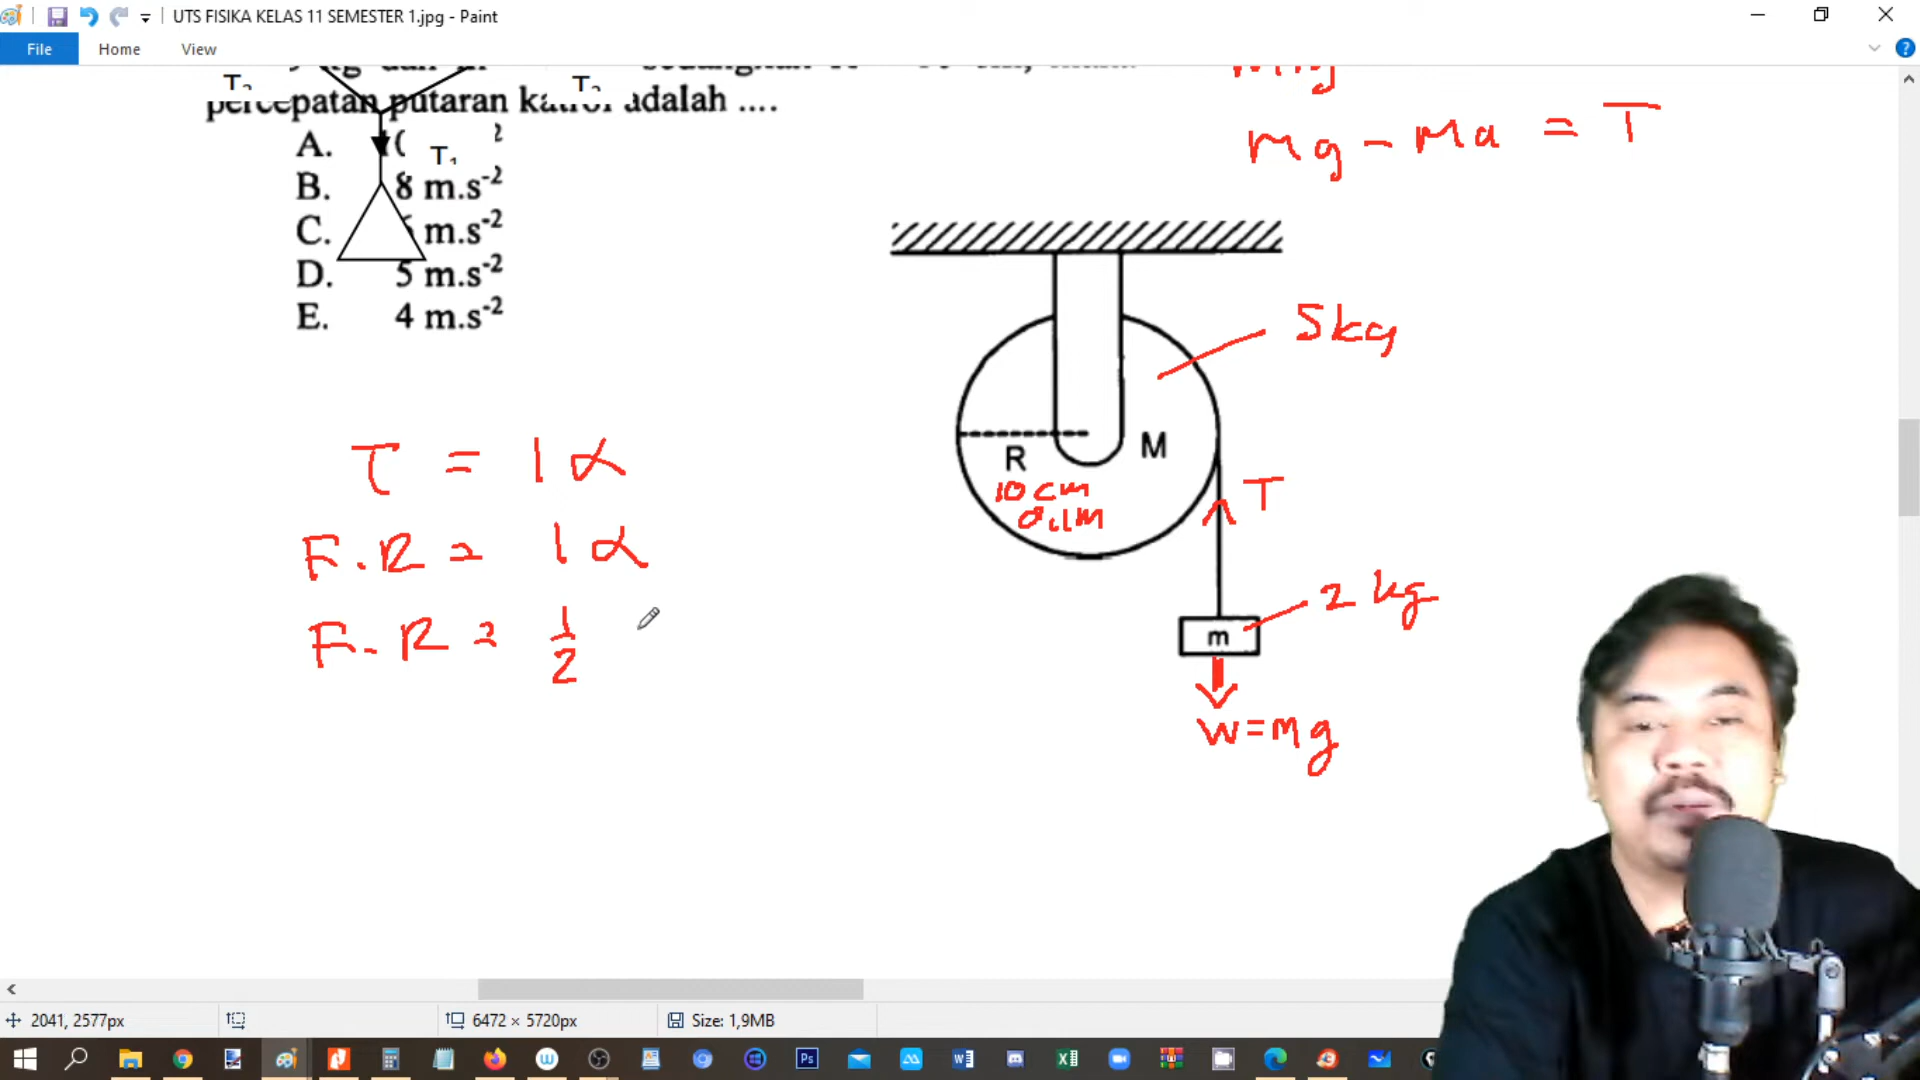 UTS FISIKA KELAS 11 SEMESTER 1.jpg - Paint
File Home View
percepatan putaran katrol adalah ....
T₁
A.
B. 8 m.s⁻²
C. m.s⁻²
D. 5 m.s⁻²
E. 4 m.s⁻²
mg - ma = T
5kg
R M
10 cm
0,1M
T
2 kg
m
W=mg
τ = I α
F.R = I α
F.R = 1/2
2041, 2577px 6472 × 5720px Size: 1,9MB